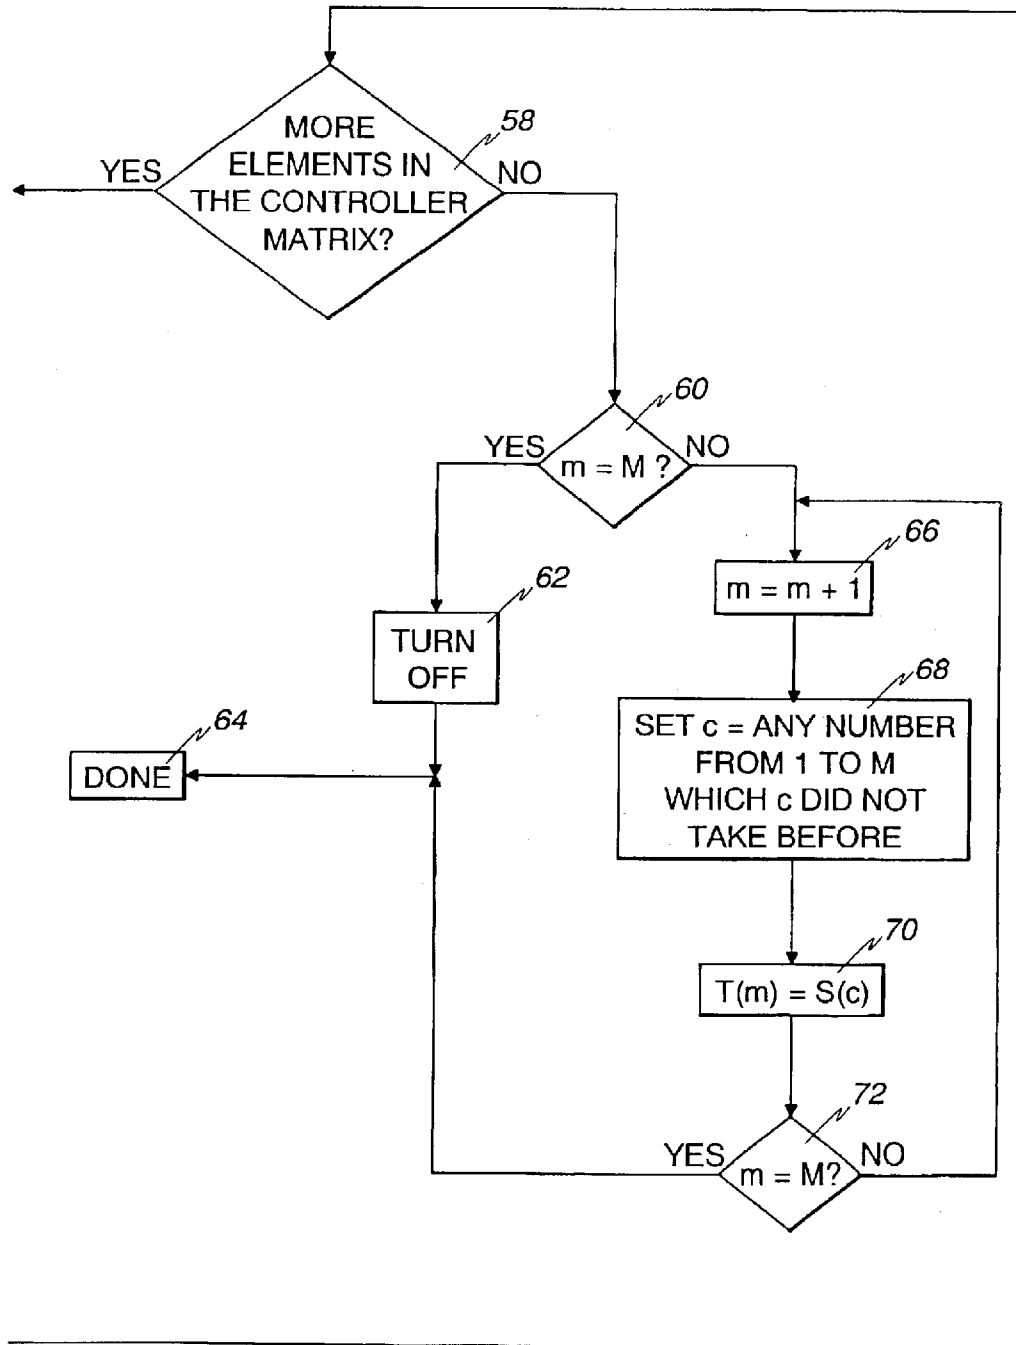 58
MORE
ELEMENTS IN
THE CONTROLLER
MATRIX?
YES
NO
60
YES
m = M ?
NO
66
m = m + 1
62
TURN
OFF
68
SET c = ANY NUMBER
FROM 1 TO M
WHICH c DID NOT
TAKE BEFORE
64
DONE
70
T(m) = S(c)
72
YES
m = M?
NO